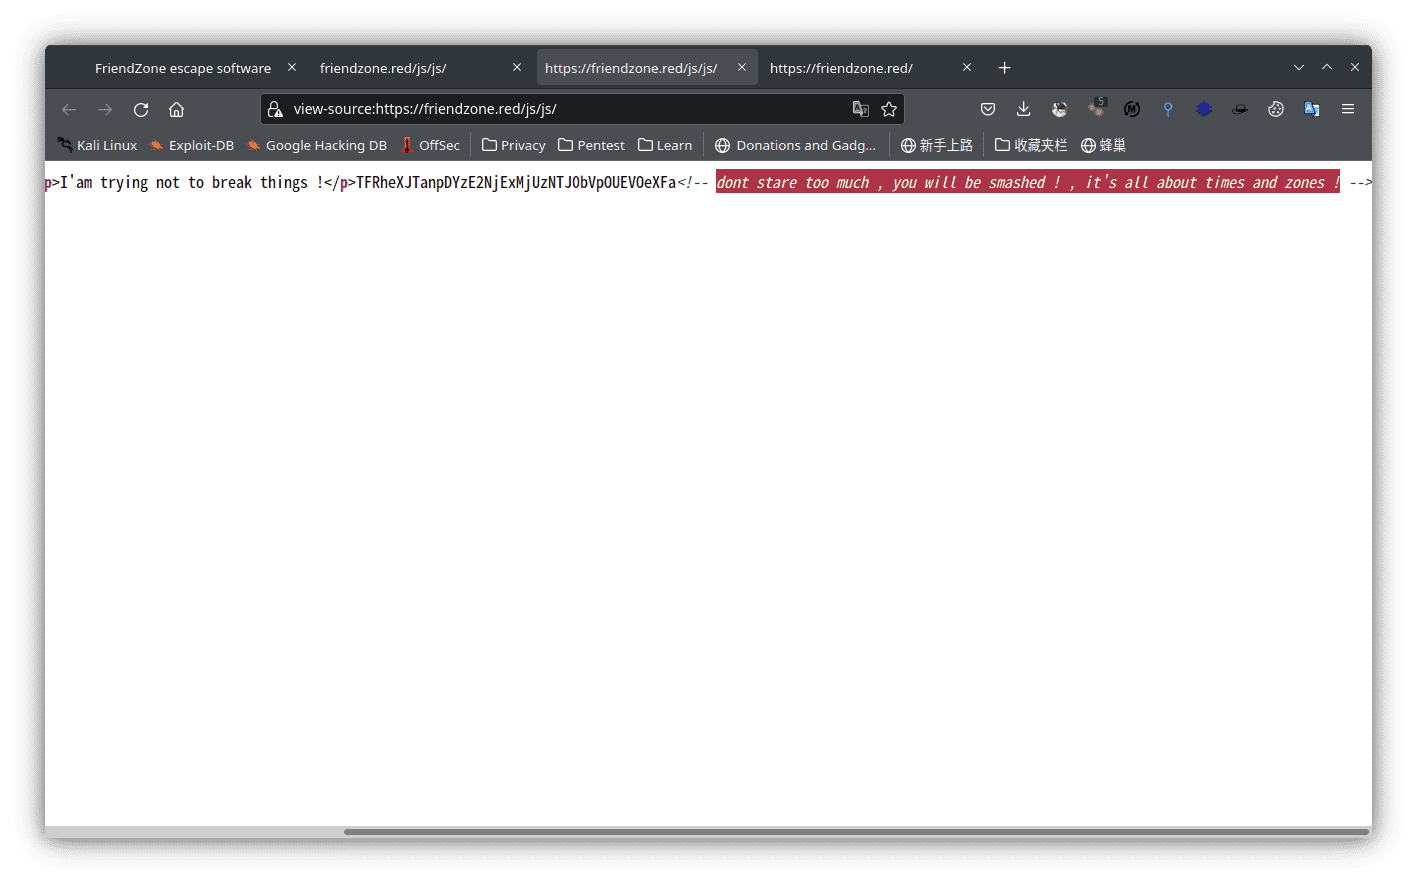 FriendZone escape software
friendzone.red/js/js/
https://friendzone.red/js/js/
https://friendzone.red/
view-source:https://friendzone.red/js/js/
5
Kali Linux
Exploit-DB
Google Hacking DB
OffSec
Privacy
Pentest
Learn
Donations and Gadg...
新手上路
收藏夹栏
蜂巢
p>I'am trying not to break things !</p>TFRheXJTanpDYzE2NjExMjUzNTJObVpOUEVOeXFa<!-- dont stare too much , you will be smashed ! , it's all about times and zones ! -->